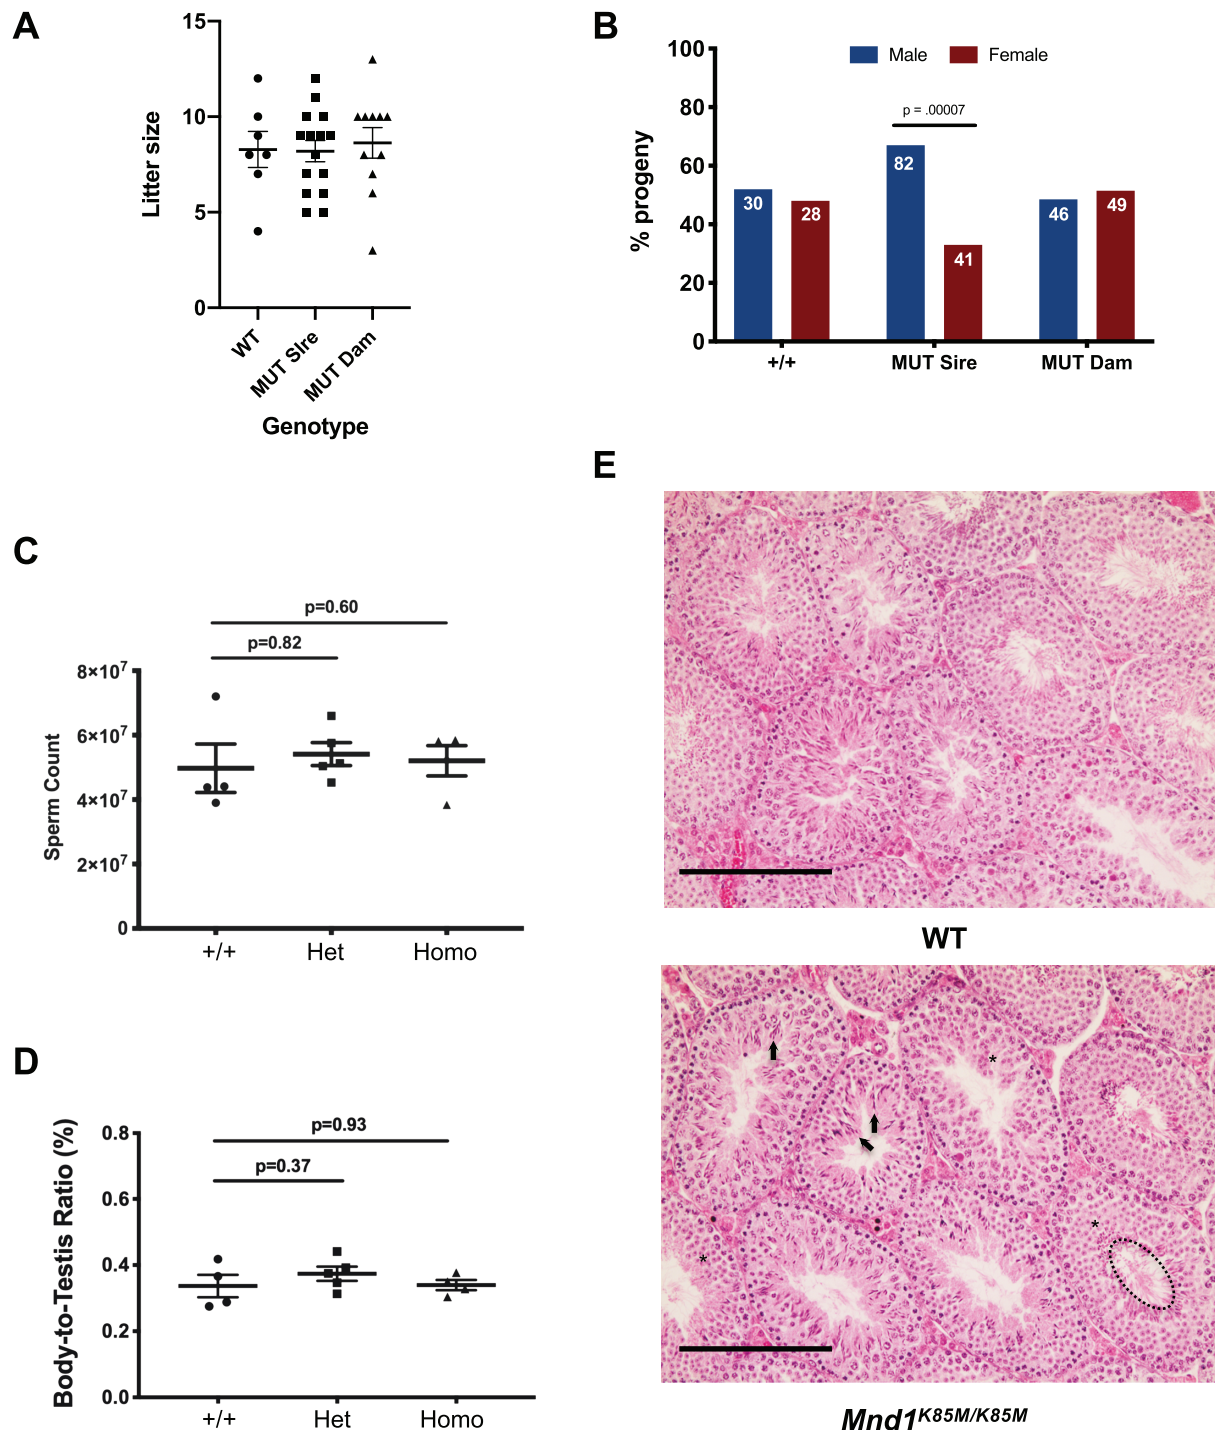 A
15
10
5
0
Litter size
WT
MUT SIre
MUT Dam
Genotype
B
100
80
60
40
20
0
% progeny
Male
Female
p = .00007
30
28
82
41
46
49
+/+
MUT Sire
MUT Dam
C
p=0.60
p=0.82
8×10⁷
6×10⁷
4×10⁷
2×10⁷
0
Sperm Count
+/+
Het
Homo
D
p=0.93
p=0.37
0.8
0.6
0.4
0.2
0.0
Body-to-Testis Ratio (%)
+/+
Het
Homo
E
WT
*
*
*
Mnd1K85M/K85M